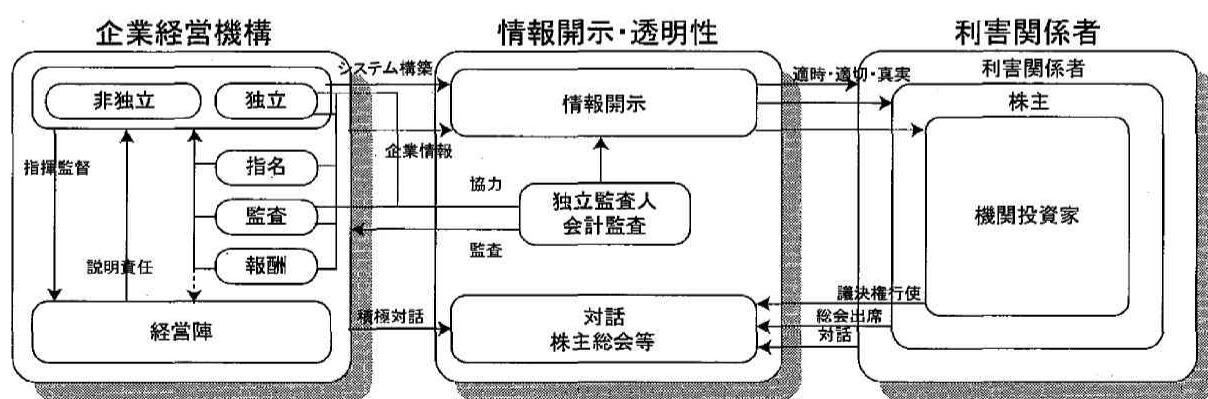 企業経営機構
情報開示・透明性
利害関係者
システム構築
非独立
独立
指揮監督
指名
監査
報酬
説明責任
経営陣
企業情報
協力
監査
積極対話
情報開示
独立監査人
会計監査
対話
株主総会等
適時・適切・真実
利害関係者
株主
機関投資家
議決権行使
総会出席
対話